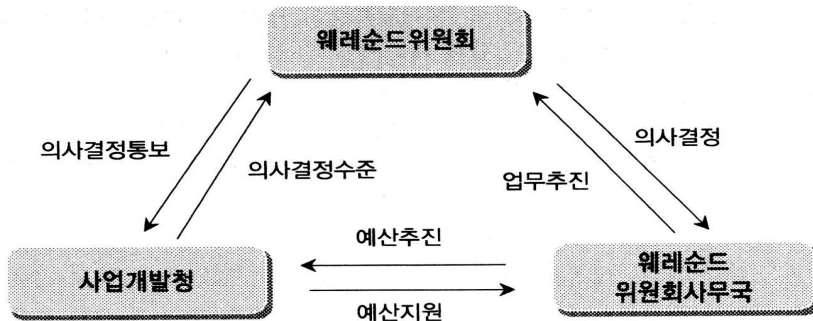 웨레순드위원회
의사결정통보
의사결정수준
의사결정
업무추진
예산추진
사업개발청
웨레순드
위원회사무국
예산지원